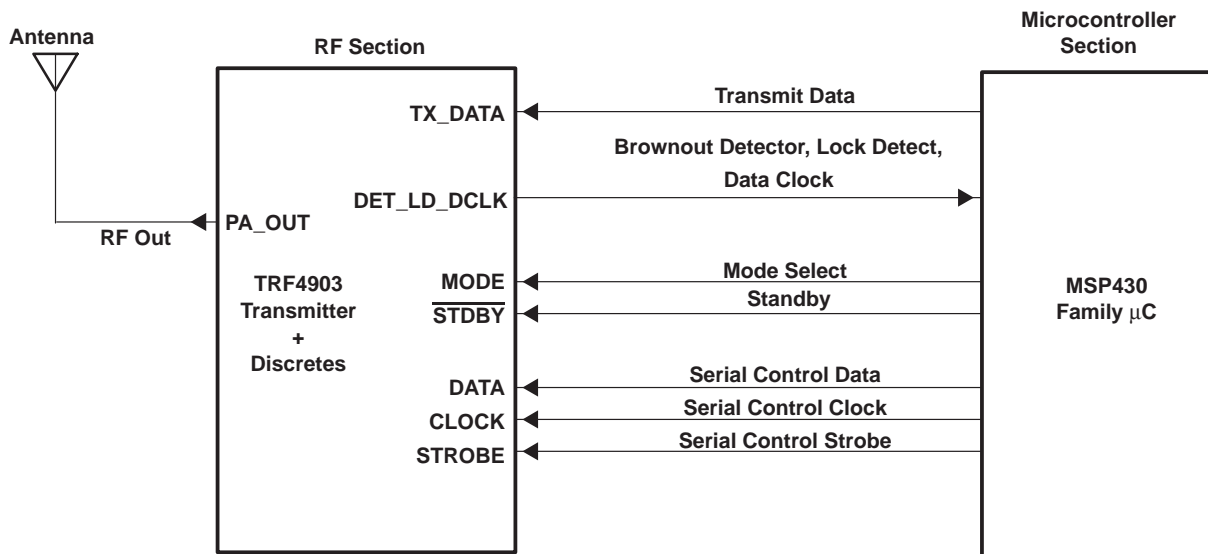 Antenna
RF Section
Microcontroller
Section
TX_DATA
Transmit Data
Brownout Detector, Lock Detect,
Data Clock
DET_LD_DCLK
PA_OUT
RF Out
TRF4903
Transmitter
+
Discretes
MODE
Mode Select
STDBY
Standby
MSP430
Family μC
DATA
Serial Control Data
CLOCK
Serial Control Clock
STROBE
Serial Control Strobe